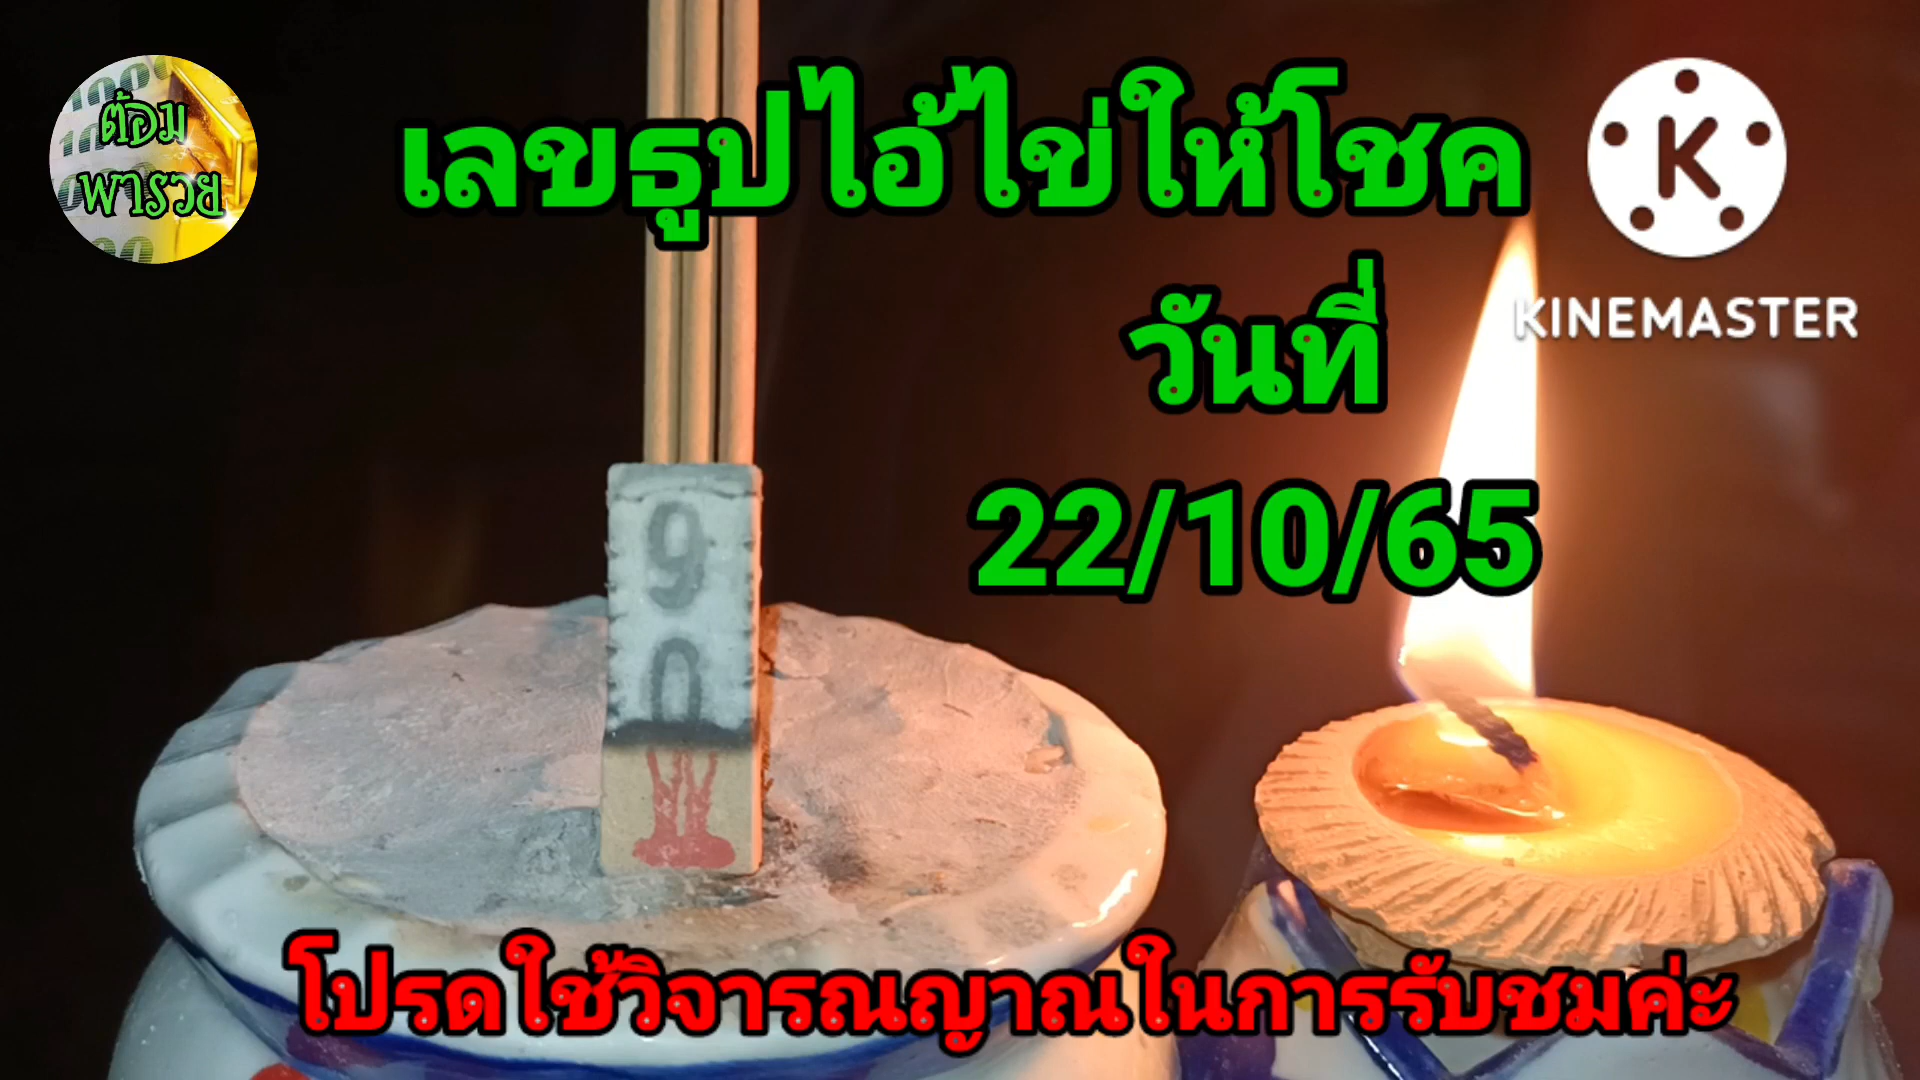 ต้อม
พารวย
เลขธูปไอ้ไข่ให้โชค
วันที่
22/10/65
K
KINEMASTER
9
0
โปรดใช้วิจารณญาณในการรับชมค่ะ